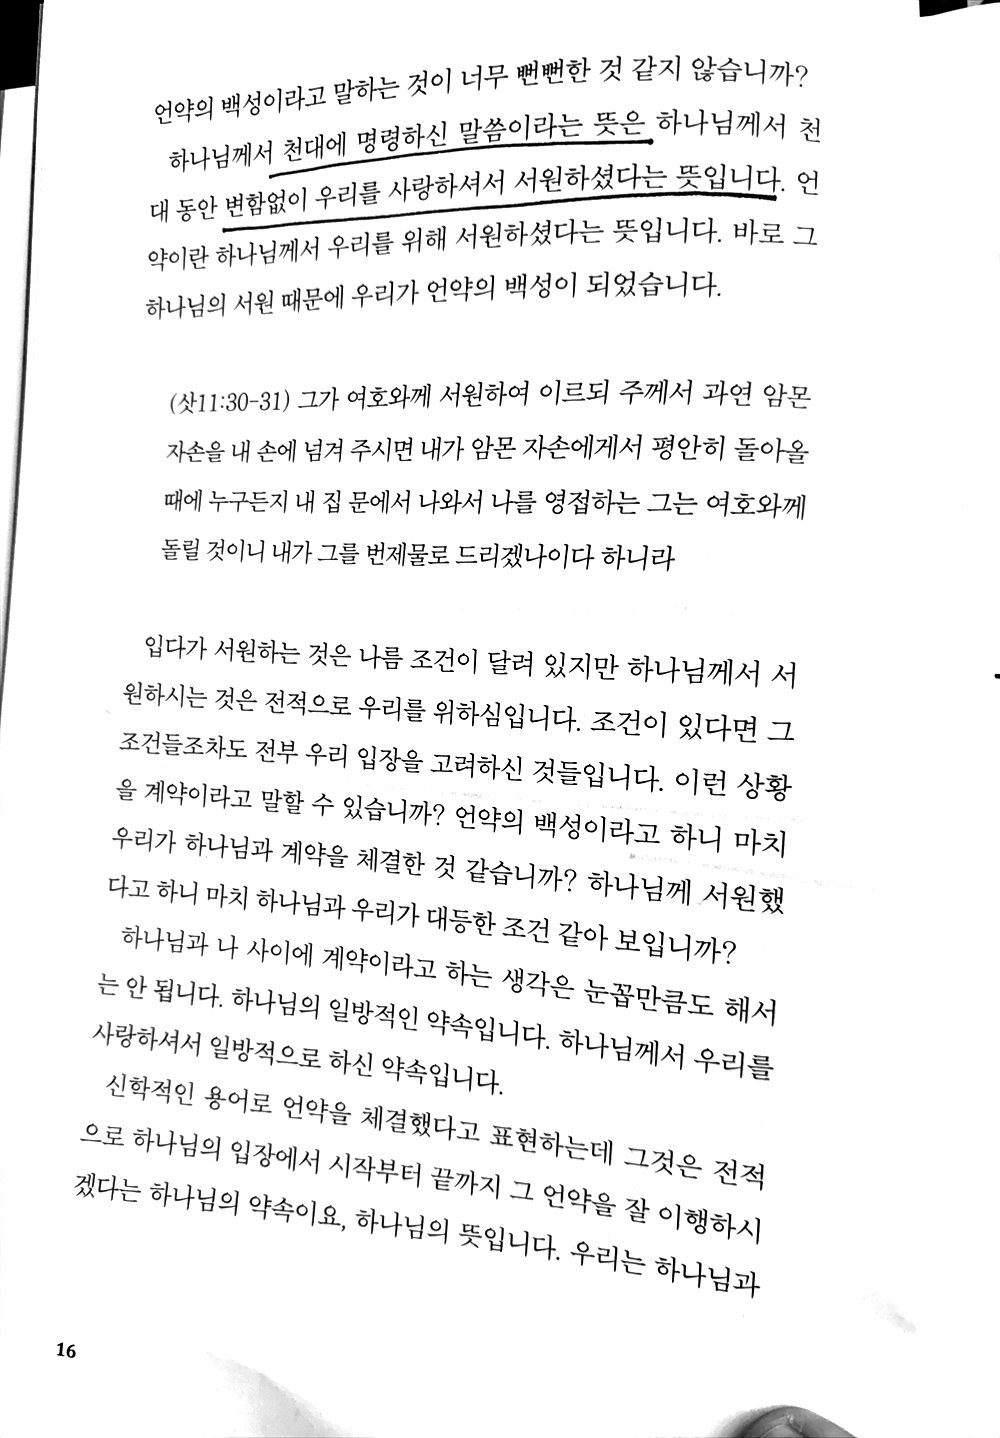 언약의 백성이라고 말하는 것이 너무 뻔뻔한 것 같지 않습니까?
하나님께서 천대에 명령하신 말씀이라는 뜻은 하나님께서 천
대 동안 변함없이 우리를 사랑하셔서 서원하셨다는 뜻입니다. 언
약이란 하나님께서 우리를 위해 서원하셨다는 뜻입니다. 바로 그
하나님의 서원 때문에 우리가 언약의 백성이 되었습니다.
(삿11:30-31) 그가 여호와께 서원하여 이르되 주께서 과연 암몬
자손을 내 손에 넘겨 주시면 내가 암몬 자손에게서 평안히 돌아올
때에 누구든지 내 집 문에서 나와서 나를 영접하는 그는 여호와께
돌릴 것이니 내가 그를 번제물로 드리겠나이다 하니라
입다가 서원하는 것은 나름 조건이 달려 있지만 하나님께서 서
원하시는 것은 전적으로 우리를 위하심입니다. 조건이 있다면 그
조건들조차도 전부 우리 입장을 고려하신 것들입니다. 이런 상황
을 계약이라고 말할 수 있습니까? 언약의 백성이라고 하니 마치
우리가 하나님과 계약을 체결한 것 같습니까? 하나님께 서원했
다고 하니 마치 하나님과 우리가 대등한 조건 같아 보입니까?
하나님과 나 사이에 계약이라고 하는 생각은 눈꼽만큼도 해서
는 안 됩니다. 하나님의 일방적인 약속입니다. 하나님께서 우리를
사랑하셔서 일방적으로 하신 약속입니다.
신학적인 용어로 언약을 체결했다고 표현하는데 그것은 전적
으로 하나님의 입장에서 시작부터 끝까지 그 언약을 잘 이행하시
겠다는 하나님의 약속이요, 하나님의 뜻입니다. 우리는 하나님과
16